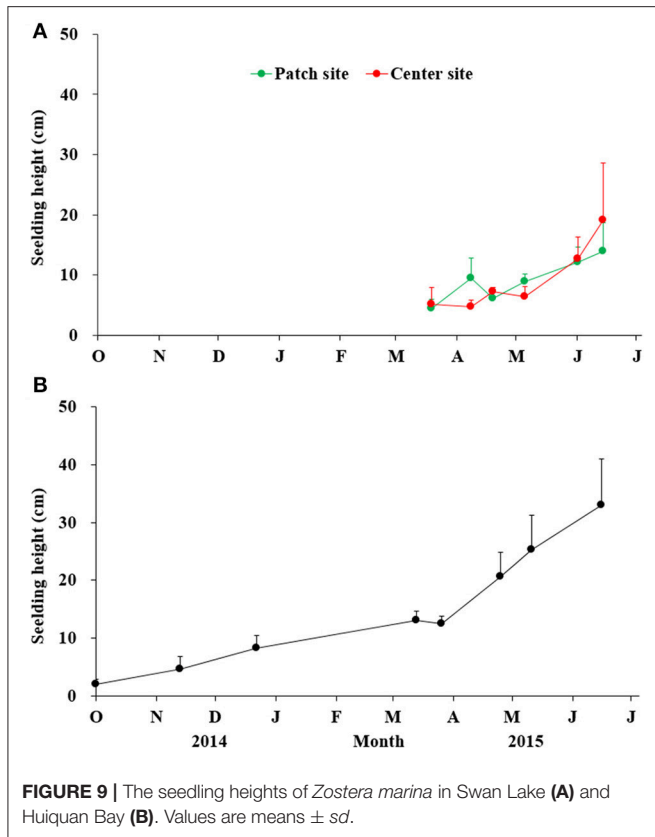 A
50
Patch site Center site
40
30
20
10
0
Seelding height (cm)
O N D J F M A M J J
B
50
40
30
20
10
0
Seelding height (cm)
O N D J F M A M J J
2014 Month 2015
FIGURE 9 | The seedling heights of Zostera marina in Swan Lake (A) and
Huiquan Bay (B). Values are means ± sd.